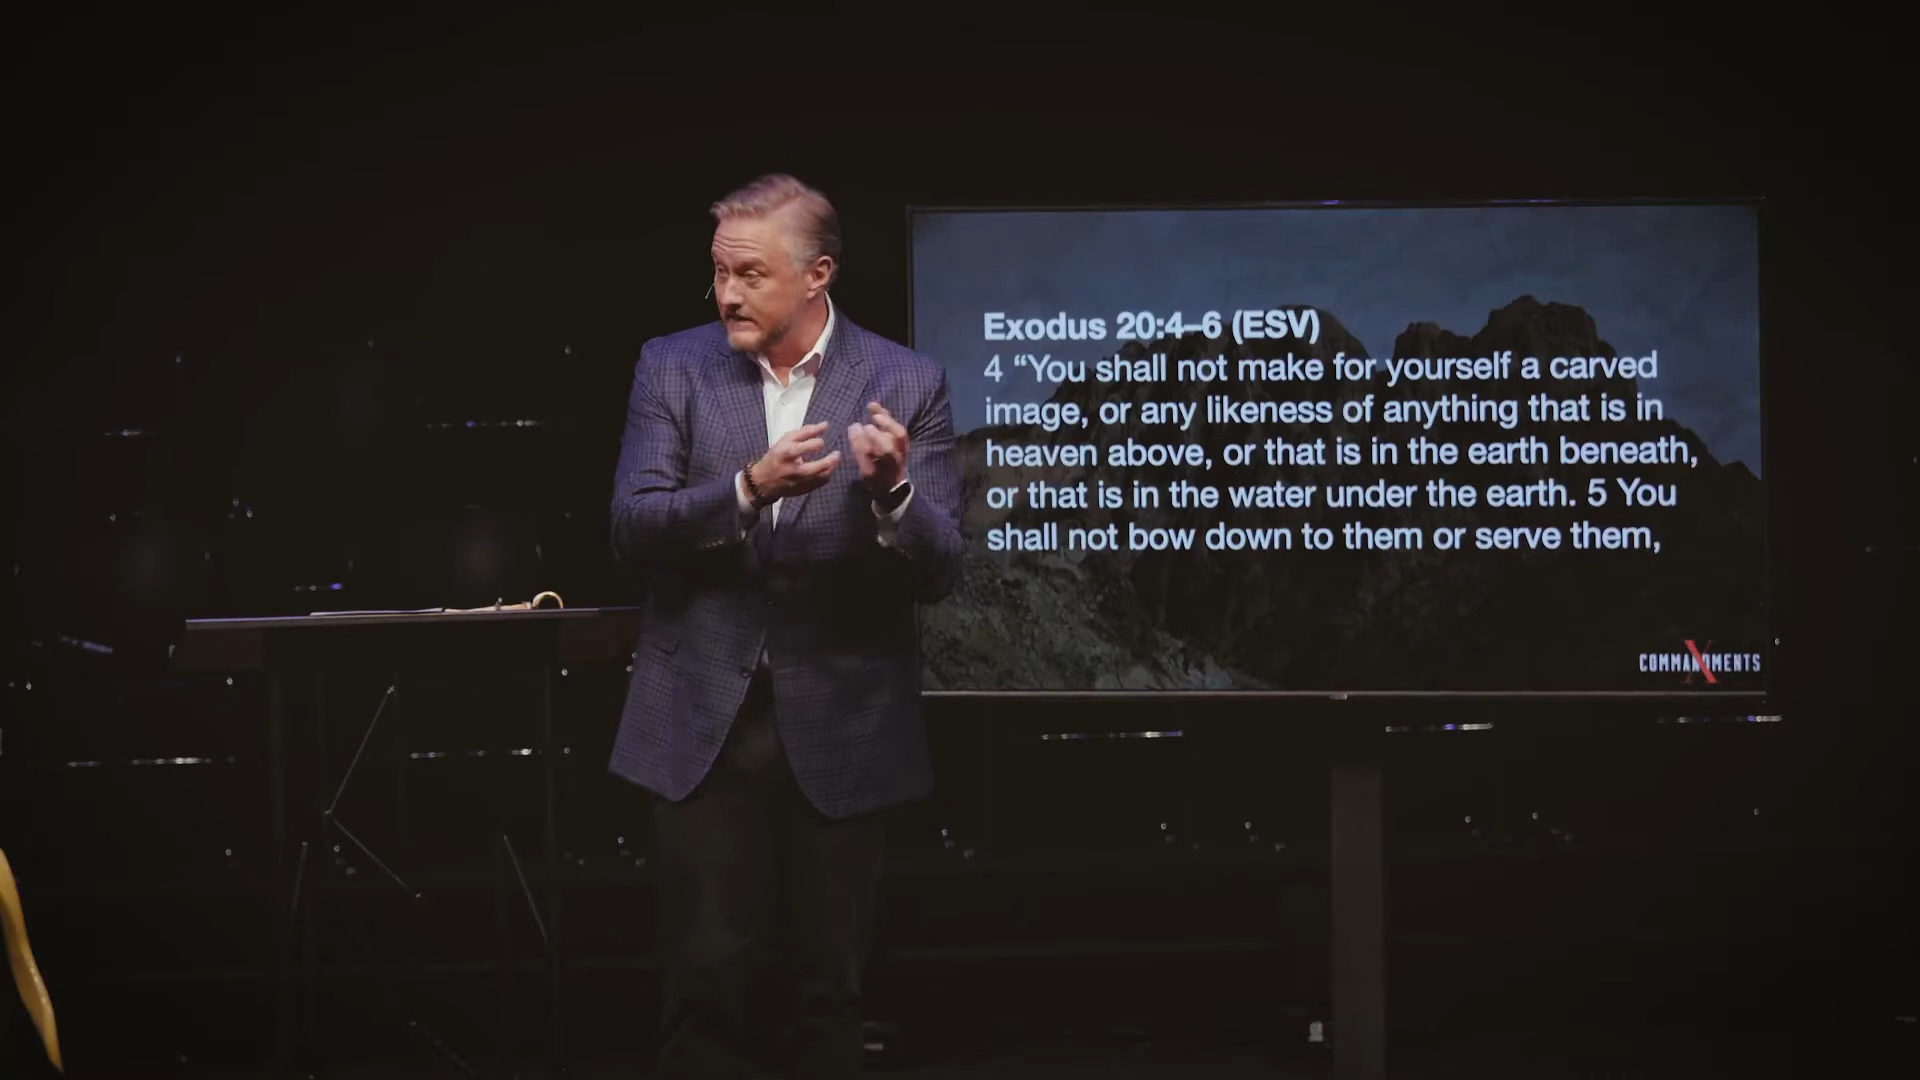 Exodus 20:4–6 (ESV)
4 “You shall not make for yourself a carved
image, or any likeness of anything that is in
heaven above, or that is in the earth beneath,
or that is in the water under the earth. 5 You
shall not bow down to them or serve them,
X
COMMANDMENTS